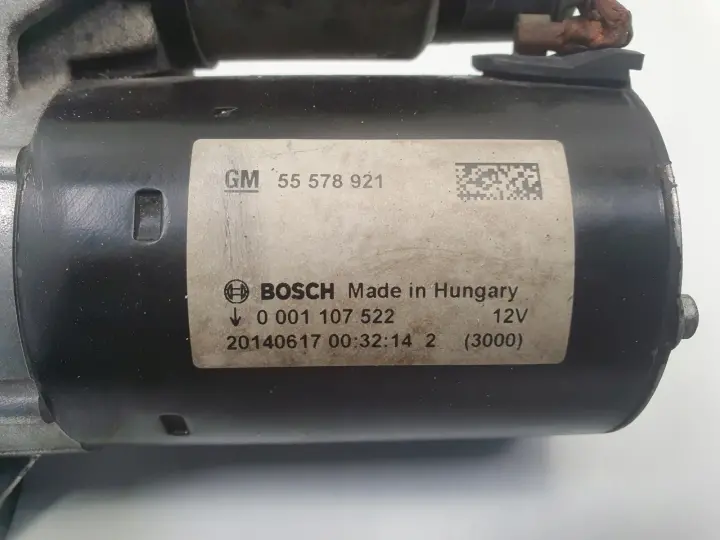 GM 55 578 921
BOSCH Made in Hungary
0 001 107 522 12V
20140617 00:32:14 2 (3000)